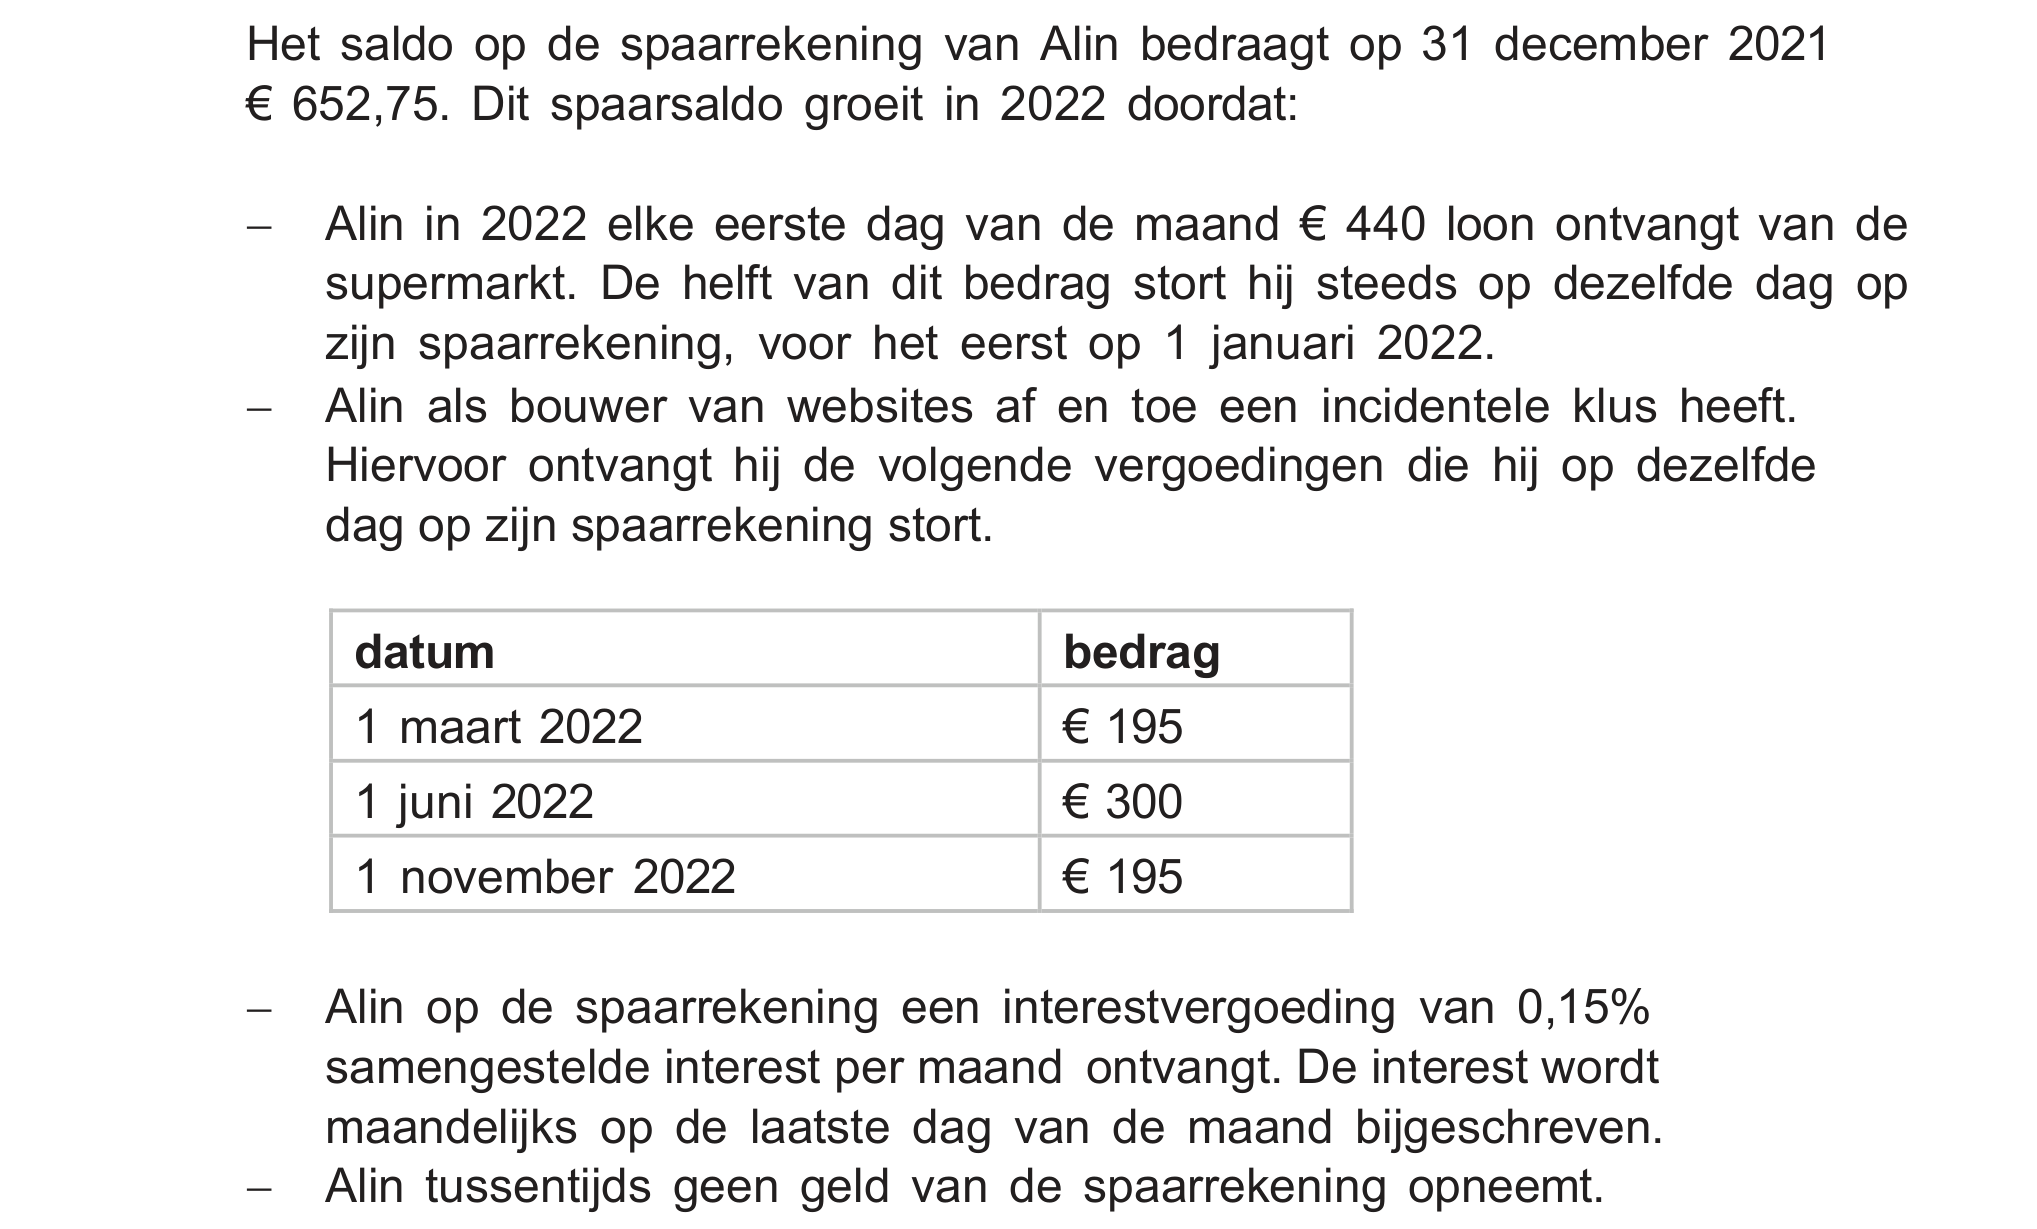 Het saldo op de spaarrekening van Alin bedraagt op 31 december 2021
€ 652,75. Dit spaarsaldo groeit in 2022 doordat:
– Alin in 2022 elke eerste dag van de maand € 440 loon ontvangt van de
supermarkt. De helft van dit bedrag stort hij steeds op dezelfde dag op
zijn spaarrekening, voor het eerst op 1 januari 2022.
– Alin als bouwer van websites af en toe een incidentele klus heeft.
Hiervoor ontvangt hij de volgende vergoedingen die hij op dezelfde
dag op zijn spaarrekening stort.
datum bedrag
1 maart 2022 € 195
1 juni 2022 € 300
1 november 2022 € 195
– Alin op de spaarrekening een interestvergoeding van 0,15%
samengestelde interest per maand ontvangt. De interest wordt
maandelijks op de laatste dag van de maand bijgeschreven.
– Alin tussentijds geen geld van de spaarrekening opneemt.